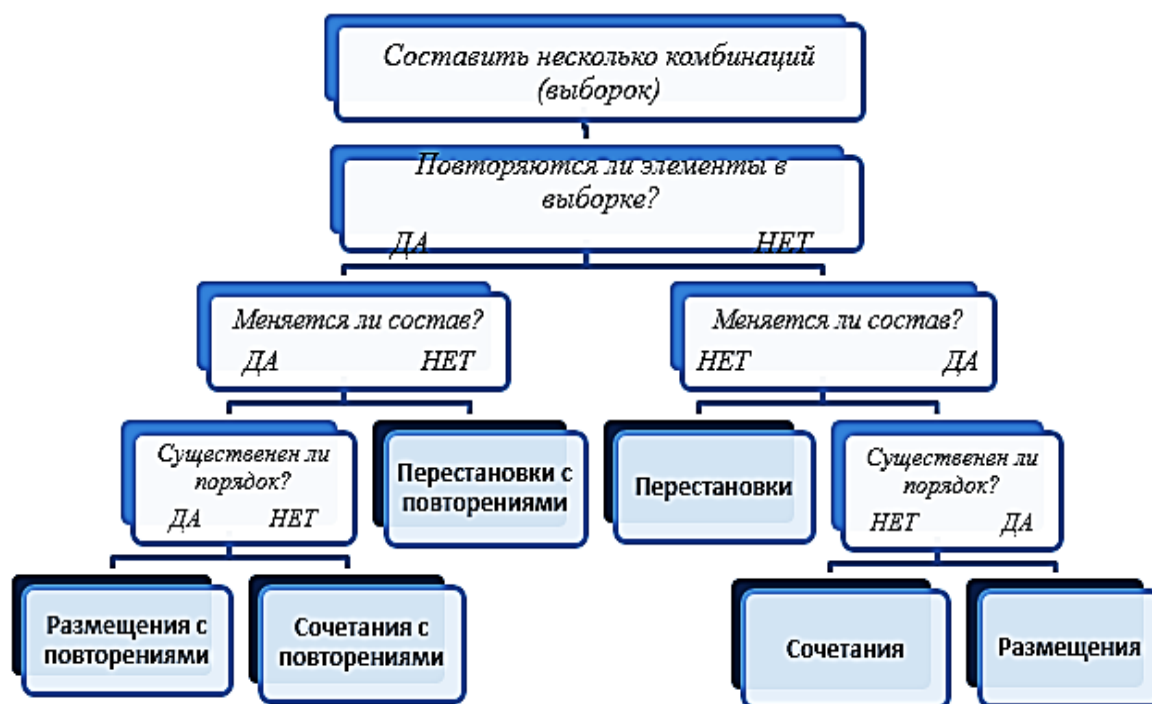 Составить несколько комбинаций
(выборок)
Повторяются ли элементы в
выборке?
ДА НЕТ
Меняется ли состав?
ДА НЕТ
Меняется ли состав?
НЕТ ДА
Существенен ли
порядок?
ДА НЕТ
Перестановки с
повторениями
Перестановки
Существенен ли
порядок?
НЕТ ДА
Размещения с
повторениями
Сочетания с
повторениями
Сочетания
Размещения